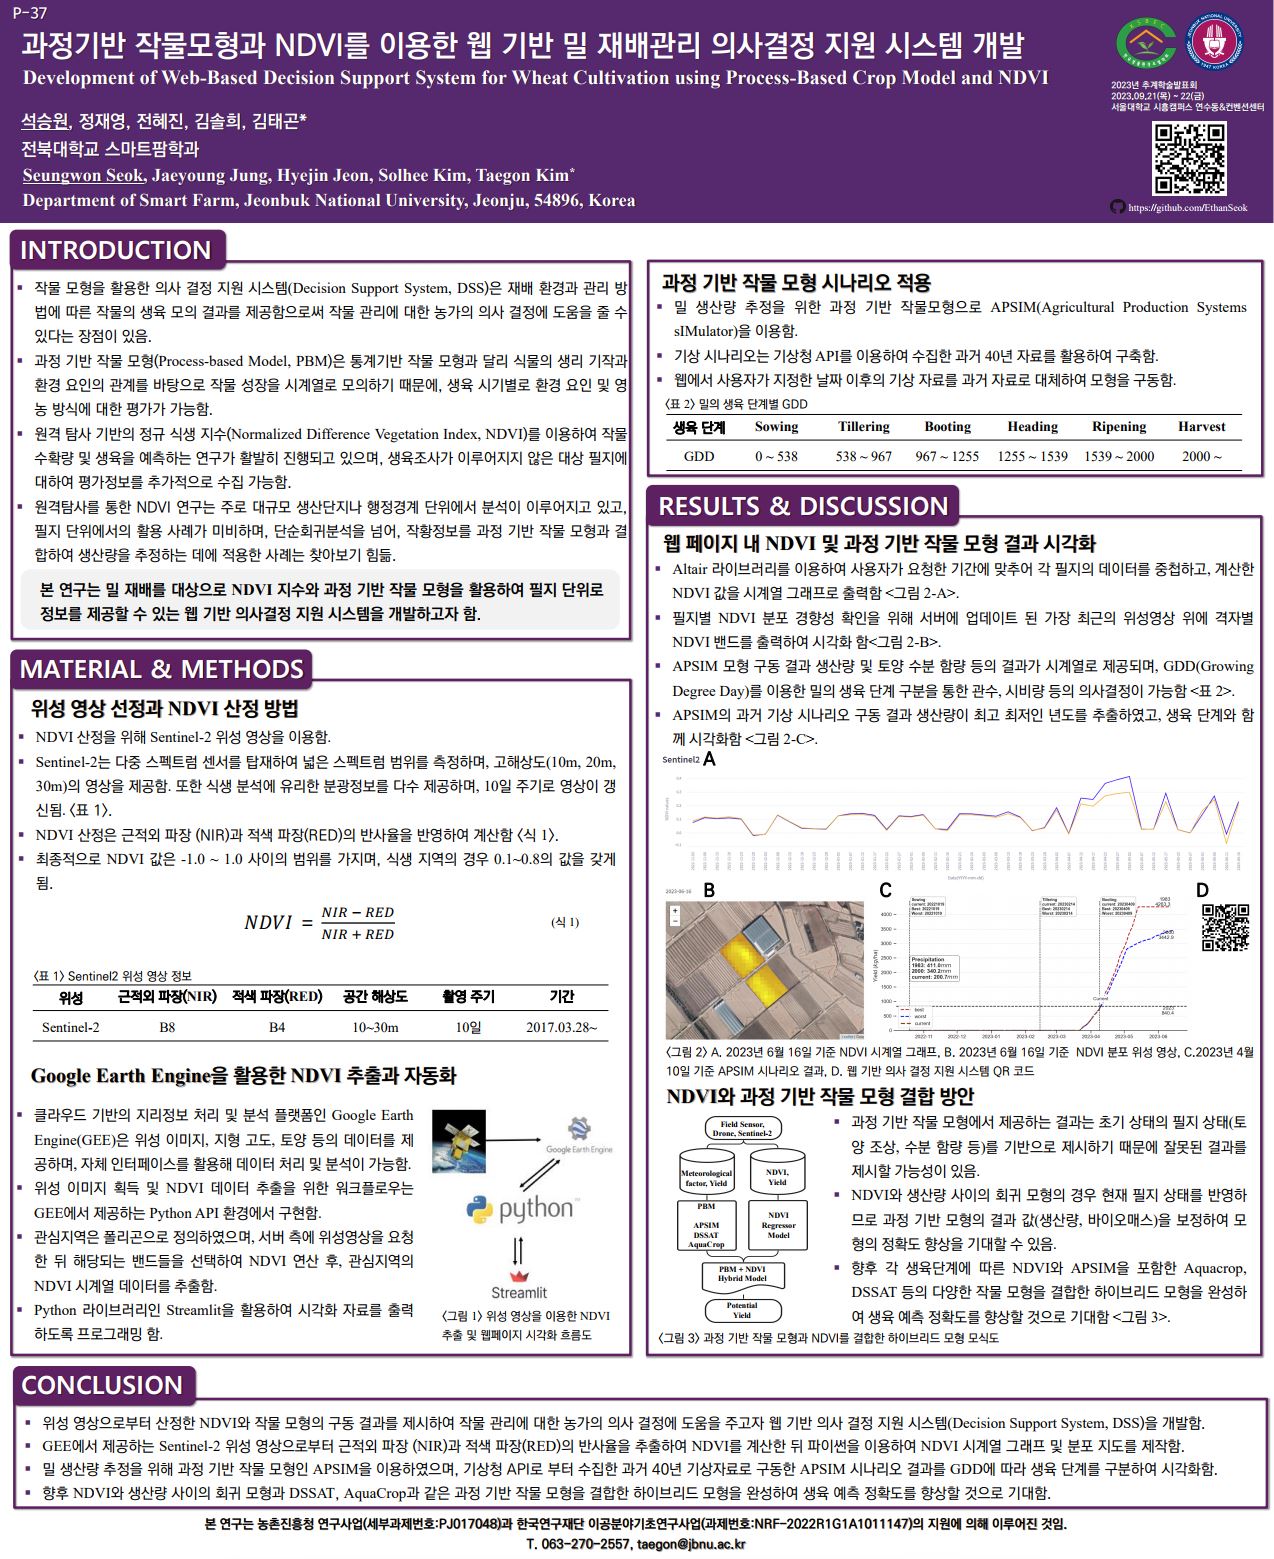 P-37
과정기반 작물모형과 NDVI를 이용한 웹 기반 밀 재배관리 의사결정 지원 시스템 개발
Development of Web-Based Decision Support System for Wheat Cultivation using Process-Based Crop Model and NDVI
석승원, 정재영, 전혜진, 김솔희, 김태곤*
전북대학교 스마트팜학과
Seungwon Seok, Jaeyoung Jung, Hyejin Jeon, Solhee Kim, Taegon Kim*
Department of Smart Farm, Jeonbuk National University, Jeonju, 54896, Korea
2023년 추계학술발표회
2023.09.21(목) ~ 22(금)
서울대학교 시흥캠퍼스 연수동&컨벤션센터
https://github.com/EthanSeok
INTRODUCTION
▪ 작물 모형을 활용한 의사 결정 지원 시스템(Decision Support System, DSS)은 재배 환경과 관리 방
법에 따른 작물의 생육 모의 결과를 제공함으로써 작물 관리에 대한 농가의 의사 결정에 도움을 줄 수
있다는 장점이 있음.
▪ 과정 기반 작물 모형(Process-based Model, PBM)은 통계기반 작물 모형과 달리 식물의 생리 기작과
환경 요인의 관계를 바탕으로 작물 성장을 시계열로 모의하기 때문에, 생육 시기별로 환경 요인 및 영
농 방식에 대한 평가가 가능함.
▪ 원격 탐사 기반의 정규 식생 지수(Normalized Difference Vegetation Index, NDVI)를 이용하여 작물
수확량 및 생육을 예측하는 연구가 활발히 진행되고 있으며, 생육조사가 이루어지지 않은 대상 필지에
대하여 평가정보를 추가적으로 수집 가능함.
▪ 원격탐사를 통한 NDVI 연구는 주로 대규모 생산단지나 행정경계 단위에서 분석이 이루어지고 있고,
필지 단위에서의 활용 사례가 미비하며, 단순회귀분석을 넘어, 작황정보를 과정 기반 작물 모형과 결
합하여 생산량을 추정하는 데에 적용한 사례는 찾아보기 힘듦.
본 연구는 밀 재배를 대상으로 NDVI 지수와 과정 기반 작물 모형을 활용하여 필지 단위로
정보를 제공할 수 있는 웹 기반 의사결정 지원 시스템을 개발하고자 함.
MATERIAL & METHODS
위성 영상 선정과 NDVI 산정 방법
▪ NDVI 산정을 위해 Sentinel-2 위성 영상을 이용함.
▪ Sentinel-2는 다중 스펙트럼 센서를 탑재하여 넓은 스펙트럼 범위를 측정하며, 고해상도(10m, 20m,
30m)의 영상을 제공함. 또한 식생 분석에 유리한 분광정보를 다수 제공하며, 10일 주기로 영상이 갱
신됨. <표 1>.
▪ NDVI 산정은 근적외 파장 (NIR)과 적색 파장(RED)의 반사율을 반영하여 계산함 <식 1>.
▪ 최종적으로 NDVI 값은 -1.0 ~ 1.0 사이의 범위를 가지며, 식생 지역의 경우 0.1~0.8의 값을 갖게
됨.
NDVI = (NIR − RED) / (NIR + RED) (식 1)
<표 1> Sentinel2 위성 영상 정보
위성 근적외 파장(NIR) 적색 파장(RED) 공간 해상도 촬영 주기 기간
Sentinel-2 B8 B4 10~30m 10일 2017.03.28~
Google Earth Engine을 활용한 NDVI 추출과 자동화
▪ 클라우드 기반의 지리정보 처리 및 분석 플랫폼인 Google Earth
Engine(GEE)은 위성 이미지, 지형 고도, 토양 등의 데이터를 제
공하며, 자체 인터페이스를 활용해 데이터 처리 및 분석이 가능함.
▪ 위성 이미지 획득 및 NDVI 데이터 추출을 위한 워크플로우는
GEE에서 제공하는 Python API 환경에서 구현함.
▪ 관심지역은 폴리곤으로 정의하였으며, 서버 측에 위성영상을 요청
한 뒤 해당되는 밴드들을 선택하여 NDVI 연산 후, 관심지역의
NDVI 시계열 데이터를 추출함.
▪ Python 라이브러리인 Streamlit을 활용하여 시각화 자료를 출력
하도록 프로그래밍 함.
Google Earth Engine
python
Streamlit
<그림 1> 위성 영상을 이용한 NDVI
추출 및 웹페이지 시각화 흐름도
과정 기반 작물 모형 시나리오 적용
▪ 밀 생산량 추정을 위한 과정 기반 작물모형으로 APSIM(Agricultural Production Systems
sIMulator)을 이용함.
▪ 기상 시나리오는 기상청 API를 이용하여 수집한 과거 40년 자료를 활용하여 구축함.
▪ 웹에서 사용자가 지정한 날짜 이후의 기상 자료를 과거 자료로 대체하여 모형을 구동함.
<표 2> 밀의 생육 단계별 GDD
생육 단계 Sowing Tillering Booting Heading Ripening Harvest
GDD 0 ~ 538 538 ~ 967 967 ~ 1255 1255 ~ 1539 1539 ~ 2000 2000 ~
RESULTS & DISCUSSION
웹 페이지 내 NDVI 및 과정 기반 작물 모형 결과 시각화
▪ Altair 라이브러리를 이용하여 사용자가 요청한 기간에 맞추어 각 필지의 데이터를 중첩하고, 계산한
NDVI 값을 시계열 그래프로 출력함 <그림 2-A>.
▪ 필지별 NDVI 분포 경향성 확인을 위해 서버에 업데이트 된 가장 최근의 위성영상 위에 격자별
NDVI 밴드를 출력하여 시각화 함<그림 2-B>.
▪ APSIM 모형 구동 결과 생산량 및 토양 수분 함량 등의 결과가 시계열로 제공되며, GDD(Growing
Degree Day)를 이용한 밀의 생육 단계 구분을 통한 관수, 시비량 등의 의사결정이 가능함 <표 2>.
▪ APSIM의 과거 기상 시나리오 구동 결과 생산량이 최고 최저인 년도를 추출하였고, 생육 단계와 함
께 시각화함 <그림 2-C>.
Sentinel2 A
2023-06-16 B C D
+
−
Sowing
current: 20221019
Best: 20221019
Worst: 20221019
Tillering
current: 20230214
Best: 20230214
Worst: 20230214
Booting
current: 20230409
Best: 20230409
Worst: 20230409
Precipitation
1983: 411.0mm
2000: 340.2mm
current: 200.7mm
Current
best
worst
current
Yield (kg/ha)
4000
3500
3000
2500
2000
1500
1000
500
0
2022-11 2022-12 2023-01 2023-02 2023-03 2023-04 2023-05 2023-06
<그림 2> A. 2023년 6월 16일 기준 NDVI 시계열 그래프, B. 2023년 6월 16일 기준 NDVI 분포 위성 영상, C.2023년 4월
10일 기준 APSIM 시나리오 결과, D. 웹 기반 의사 결정 지원 시스템 QR 코드
NDVI와 과정 기반 작물 모형 결합 방안
Field Sensor,
Drone, Sentinel-2
Meteorological
factor, Yield
NDVI,
Yield
PBM
APSIM
DSSAT
AquaCrop
NDVI
Regressor
Model
PBM + NDVI
Hybrid Model
Potential
Yield
▪ 과정 기반 작물 모형에서 제공하는 결과는 초기 상태의 필지 상태(토
양 조상, 수분 함량 등)를 기반으로 제시하기 때문에 잘못된 결과를
제시할 가능성이 있음.
▪ NDVI와 생산량 사이의 회귀 모형의 경우 현재 필지 상태를 반영하
므로 과정 기반 모형의 결과 값(생산량, 바이오매스)을 보정하여 모
형의 정확도 향상을 기대할 수 있음.
▪ 향후 각 생육단계에 따른 NDVI와 APSIM을 포함한 Aquacrop,
DSSAT 등의 다양한 작물 모형을 결합한 하이브리드 모형을 완성하
여 생육 예측 정확도를 향상할 것으로 기대함 <그림 3>.
<그림 3> 과정 기반 작물 모형과 NDVI를 결합한 하이브리드 모형 모식도
CONCLUSION
▪ 위성 영상으로부터 산정한 NDVI와 작물 모형의 구동 결과를 제시하여 작물 관리에 대한 농가의 의사 결정에 도움을 주고자 웹 기반 의사 결정 지원 시스템(Decision Support System, DSS)을 개발함.
▪ GEE에서 제공하는 Sentinel-2 위성 영상으로부터 근적외 파장 (NIR)과 적색 파장(RED)의 반사율을 추출하여 NDVI를 계산한 뒤 파이썬을 이용하여 NDVI 시계열 그래프 및 분포 지도를 제작함.
▪ 밀 생산량 추정을 위해 과정 기반 작물 모형인 APSIM을 이용하였으며, 기상청 API로 부터 수집한 과거 40년 기상자료로 구동한 APSIM 시나리오 결과를 GDD에 따라 생육 단계를 구분하여 시각화함.
▪ 향후 NDVI와 생산량 사이의 회귀 모형과 DSSAT, AquaCrop과 같은 과정 기반 작물 모형을 결합한 하이브리드 모형을 완성하여 생육 예측 정확도를 향상할 것으로 기대함.
본 연구는 농촌진흥청 연구사업(세부과제번호:PJ017048)과 한국연구재단 이공분야기초연구사업(과제번호:NRF-2022R1G1A1011147)의 지원에 의해 이루어진 것임.
T. 063-270-2557, taegon@jbnu.ac.kr